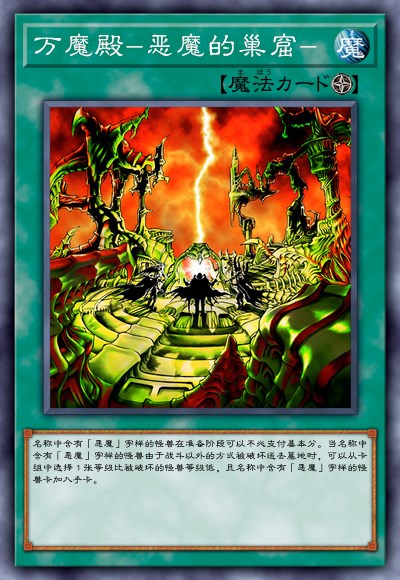 万魔殿－恶魔的巢窟－
魔
【魔法カード】
まほう
名称中含有「恶魔」字样的怪兽在准备阶段可以不必支付基本分。当名称中含
有「恶魔」字样的怪兽由于战斗以外的方式被破坏送去墓地时，可以从卡
组中选择１张等级比被破坏的怪兽等级低，且名称中含有「恶魔」字样的怪
兽卡加入手卡。